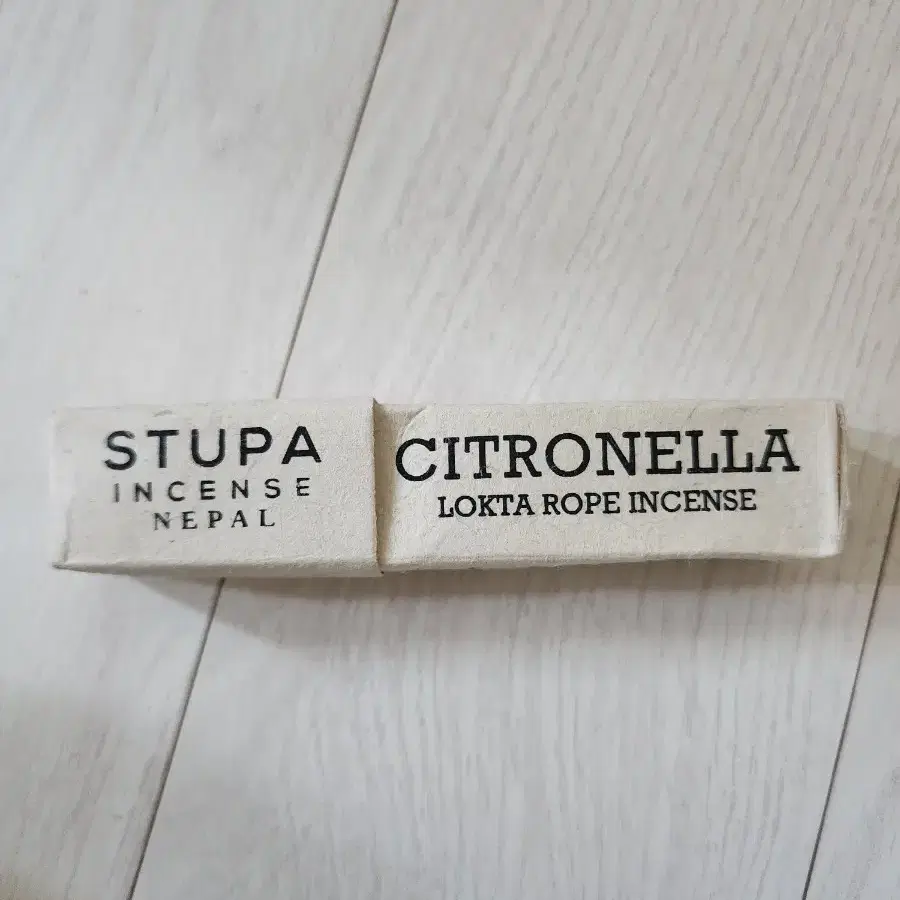 STUPA
INCENSE
NEPAL
CITRONELLA
LOKTA ROPE INCENSE